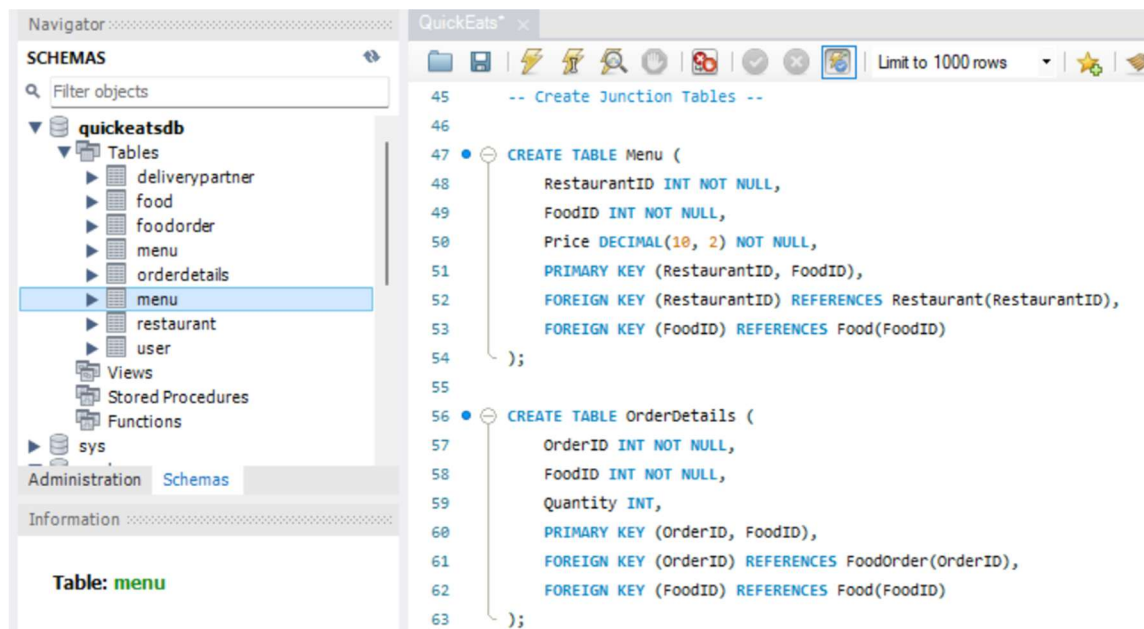 Navigator
SCHEMAS
Filter objects
quickeatsdb
Tables
deliverypartner
food
foodorder
menu
orderdetails
menu
restaurant
user
Views
Stored Procedures
Functions
sys
Administration Schemas
Information
Table: menu
QuickEats*
Limit to 1000 rows
45 -- Create Junction Tables --
46
47 CREATE TABLE Menu (
48 RestaurantID INT NOT NULL,
49 FoodID INT NOT NULL,
50 Price DECIMAL(10, 2) NOT NULL,
51 PRIMARY KEY (RestaurantID, FoodID),
52 FOREIGN KEY (RestaurantID) REFERENCES Restaurant(RestaurantID),
53 FOREIGN KEY (FoodID) REFERENCES Food(FoodID)
54 );
55
56 CREATE TABLE OrderDetails (
57 OrderID INT NOT NULL,
58 FoodID INT NOT NULL,
59 Quantity INT,
60 PRIMARY KEY (OrderID, FoodID),
61 FOREIGN KEY (OrderID) REFERENCES FoodOrder(OrderID),
62 FOREIGN KEY (FoodID) REFERENCES Food(FoodID)
63 );